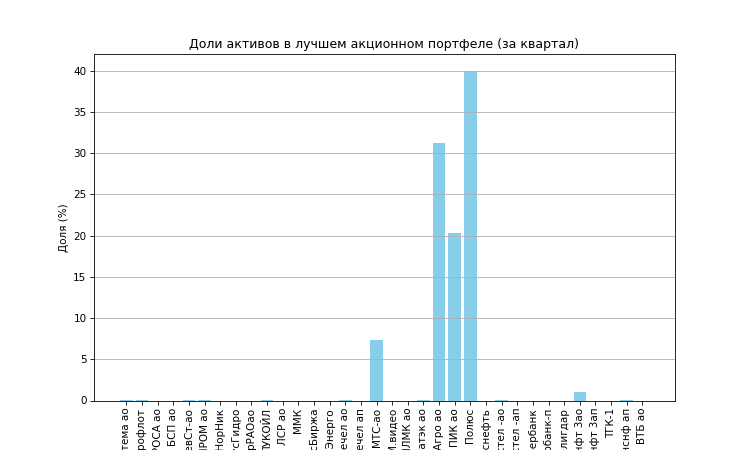 Доли активов в лучшем акционном портфеле (за квартал)
Доля (%)
40
35
30
25
20
15
10
5
0
тема ао
рофлот
РОСА ао
БСП ао
евСт-ао
ПРОМ ао
НорНик
сГидро
рРАОао
ЛУКОЙЛ
ЛСР ао
ММК
сБиржа
Энерго
ечел ао
ечел ап
МТС-ао
М.видео
НЛМК ао
атэк ао
Агро ао
ПИК ао
Полюс
снефть
стел -ао
стел -ап
ербанк
рбанк-п
лигдар
нфт 3ао
нфт 3ап
ТГК-1
нснф ап
ВТБ ао